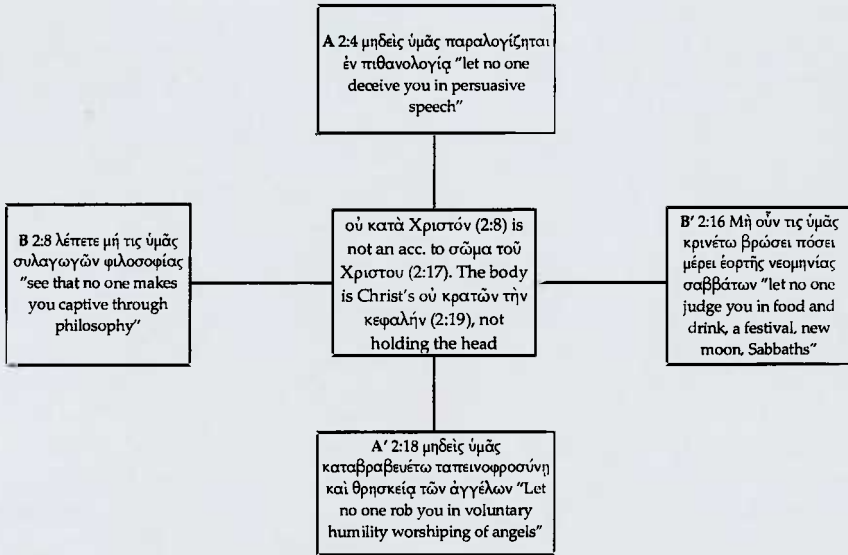 A 2:4 μηδεὶς ὑμᾶς παραλογίζηται
ἐν πιθανολογίᾳ "let no one
deceive you in persuasive
speech"
B 2:8 λέπετε μή τις ὑμᾶς
συλαγωγῶν φιλοσοφίας
"see that no one makes
you captive through
philosophy"
οὐ κατὰ Χριστόν (2:8) is
not an acc. to σῶμα τοῦ
Χριστου (2:17). The body
is Christ's οὐ κρατῶν τὴν
κεφαλήν (2:19), not
holding the head
B′ 2:16 Μὴ οὖν τις ὑμᾶς
κρινέτω βρώσει πόσει
μέρει ἑορτῆς νεομηνίας
σαββάτων "let no one
judge you in food and
drink, a festival, new
moon, Sabbaths"
A′ 2:18 μηδεὶς ὑμᾶς
καταβραβευέτω ταπεινοφροσύνῃ
καὶ θρησκείᾳ τῶν ἀγγέλων "Let
no one rob you in voluntary
humility worshiping of angels"